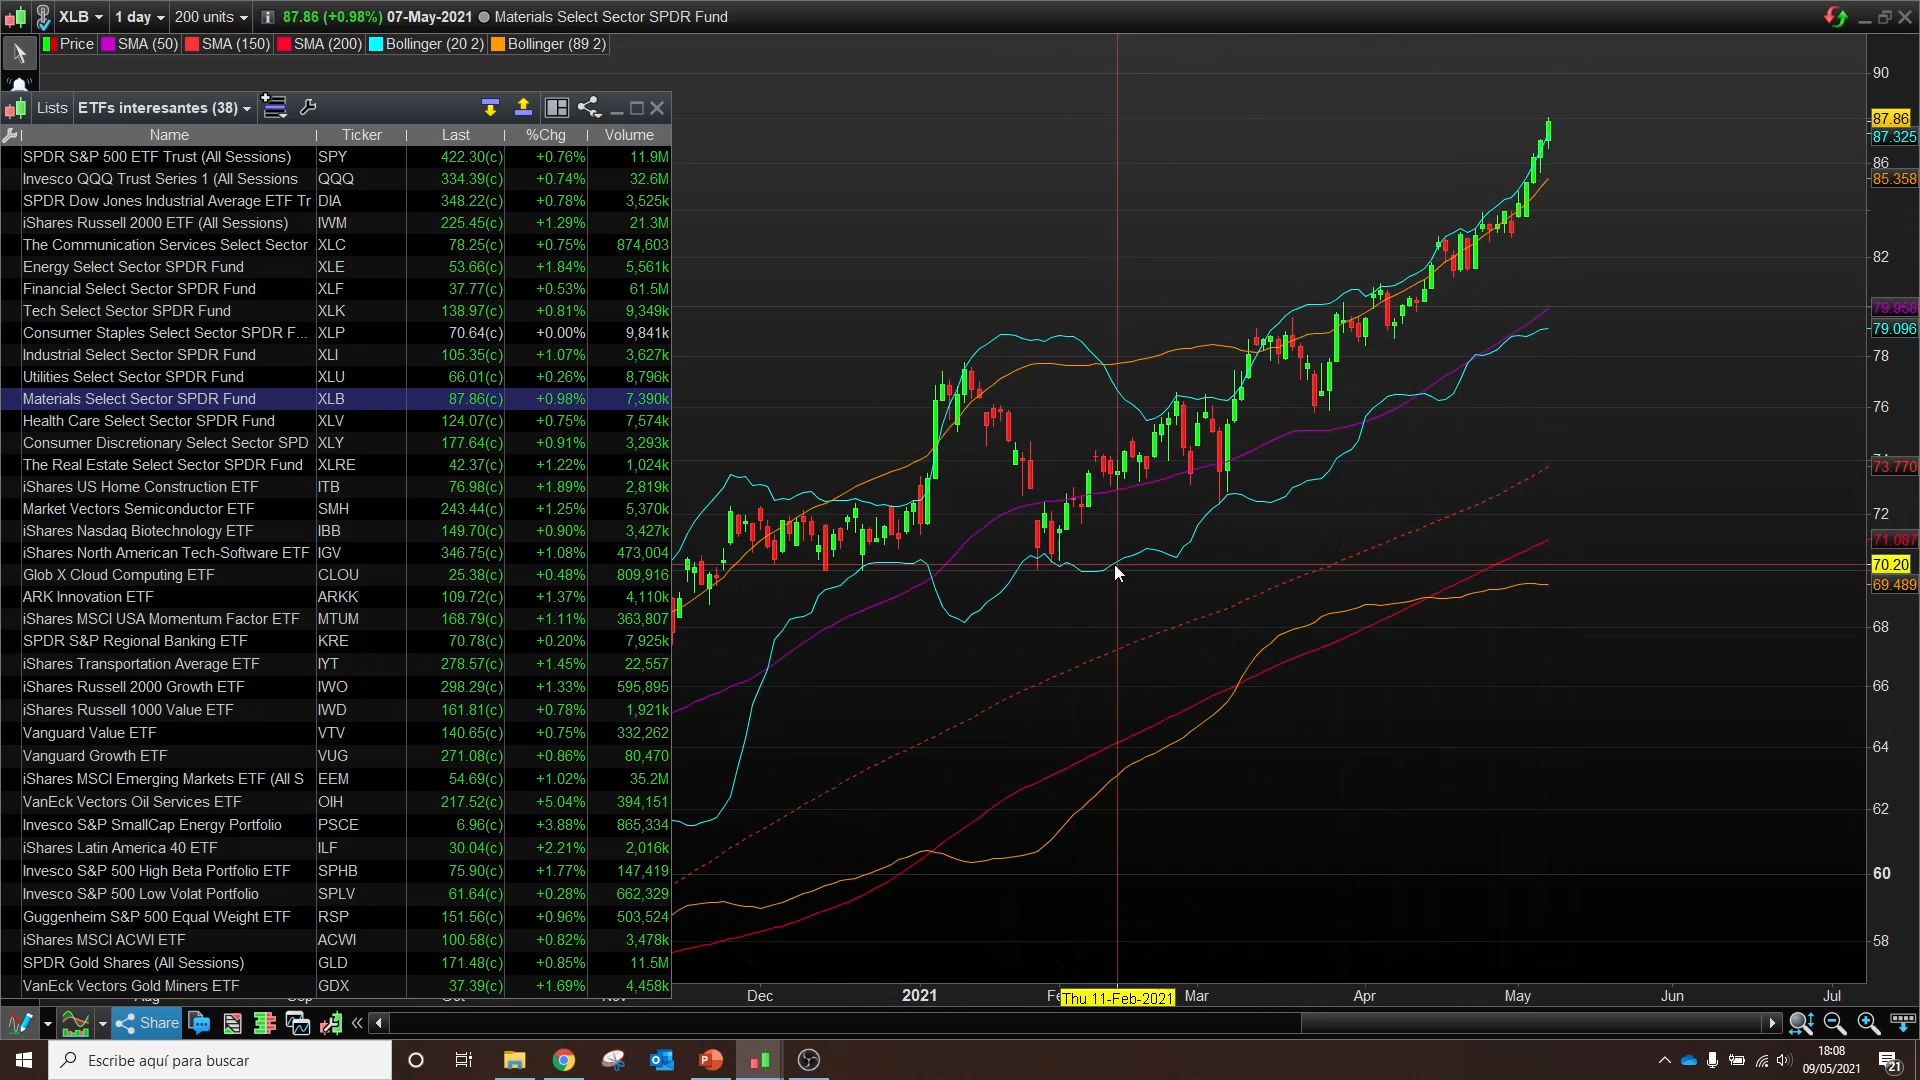 XLB 1 day 200 units 87.86 (+0.98%) 07-May-2021 Materials Select Sector SPDR Fund
Price SMA (50) SMA (150) SMA (200) Bollinger (20 2) Bollinger (89 2)
Lists ETFs interesantes (38)
Name Ticker Last %Chg Volume
SPDR S&P 500 ETF Trust (All Sessions) SPY 422.30(c) +0.76% 11.9M
Invesco QQQ Trust Series 1 (All Sessions QQQ 334.39(c) +0.74% 32.6M
SPDR Dow Jones Industrial Average ETF Tr DIA 348.22(c) +0.78% 3,525k
iShares Russell 2000 ETF (All Sessions) IWM 225.45(c) +1.29% 21.3M
The Communication Services Select Sector XLC 78.25(c) +0.75% 874,603
Energy Select Sector SPDR Fund XLE 53.66(c) +1.84% 5,561k
Financial Select Sector SPDR Fund XLF 37.77(c) +0.53% 61.5M
Tech Select Sector SPDR Fund XLK 138.97(c) +0.81% 9,349k
Consumer Staples Select Sector SPDR F... XLP 70.64(c) +0.00% 9,841k
Industrial Select Sector SPDR Fund XLI 105.35(c) +1.07% 3,627k
Utilities Select Sector SPDR Fund XLU 66.01(c) +0.26% 8,796k
Materials Select Sector SPDR Fund XLB 87.86(c) +0.98% 7,390k
Health Care Select Sector SPDR Fund XLV 124.07(c) +0.75% 7,574k
Consumer Discretionary Select Sector SPD XLY 177.64(c) +0.91% 3,293k
The Real Estate Select Sector SPDR Fund XLRE 42.37(c) +1.22% 1,024k
iShares US Home Construction ETF ITB 76.98(c) +1.89% 2,819k
Market Vectors Semiconductor ETF SMH 243.44(c) +1.25% 5,370k
iShares Nasdaq Biotechnology ETF IBB 149.70(c) +0.90% 3,427k
iShares North American Tech-Software ETF IGV 346.75(c) +1.08% 473,004
Glob X Cloud Computing ETF CLOU 25.38(c) +0.48% 809,916
ARK Innovation ETF ARKK 109.72(c) +1.37% 4,110k
iShares MSCI USA Momentum Factor ETF MTUM 168.79(c) +1.11% 363,807
SPDR S&P Regional Banking ETF KRE 70.78(c) +0.20% 7,925k
iShares Transportation Average ETF IYT 278.57(c) +1.45% 22,557
iShares Russell 2000 Growth ETF IWO 298.29(c) +1.33% 595,895
iShares Russell 1000 Value ETF IWD 161.81(c) +0.78% 1,921k
Vanguard Value ETF VTV 140.65(c) +0.75% 332,262
Vanguard Growth ETF VUG 271.08(c) +0.86% 80,470
iShares MSCI Emerging Markets ETF (All S EEM 54.69(c) +1.02% 35.2M
VanEck Vectors Oil Services ETF OIH 217.52(c) +5.04% 394,151
Invesco S&P SmallCap Energy Portfolio PSCE 6.96(c) +3.88% 865,334
iShares Latin America 40 ETF ILF 30.04(c) +2.21% 2,016k
Invesco S&P 500 High Beta Portfolio ETF SPHB 75.90(c) +1.77% 147,419
Invesco S&P 500 Low Volat Portfolio SPLV 61.64(c) +0.28% 662,329
Guggenheim S&P 500 Equal Weight ETF RSP 151.56(c) +0.96% 503,524
iShares MSCI ACWI ETF ACWI 100.58(c) +0.82% 3,478k
SPDR Gold Shares (All Sessions) GLD 171.48(c) +0.85% 11.5M
VanEck Vectors Gold Miners ETF GDX 37.39(c) +1.69% 4,458k
90
87.86
87.325
86
85.358
82
79.958
79.096
78
76
73.770
72
71.087
70.20
69.489
68
66
64
62
60
58
Dec 2021 Thu 11-Feb-2021 Mar Apr May Jun Jul
Share
Escribe aquí para buscar
18:08
09/05/2021
21